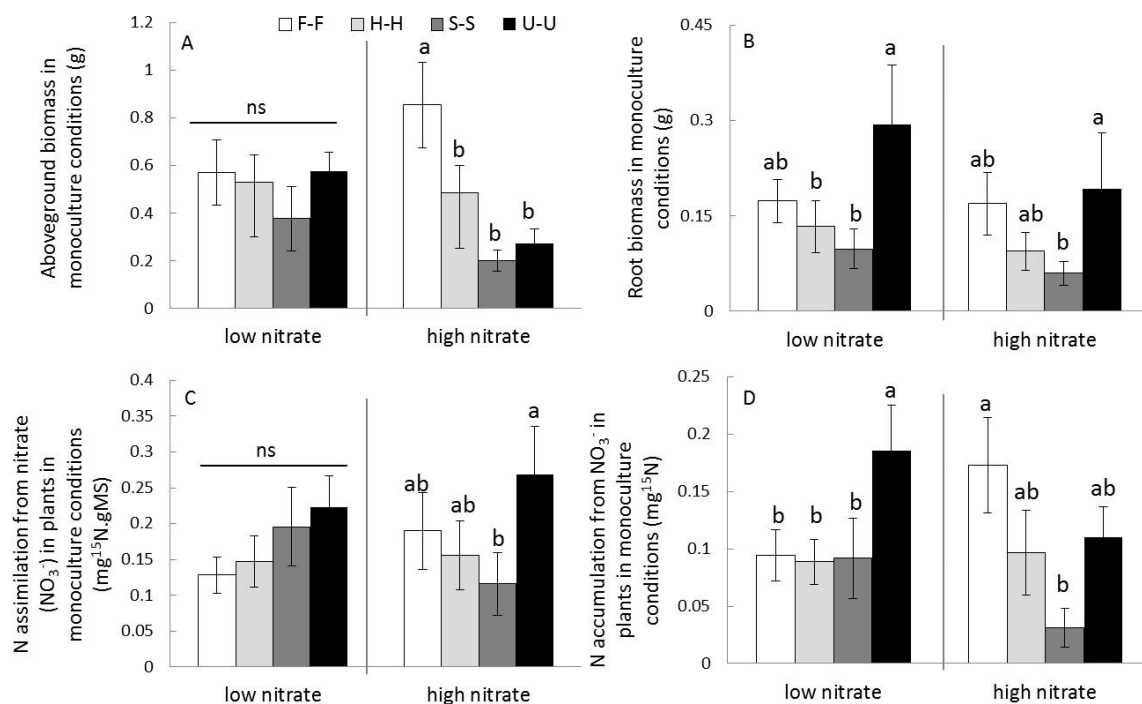 F-F H-H S-S U-U
A
Aboveground biomass in
monoculture conditions (g)
1.2
1
0.8
0.6
0.4
0.2
0
ns
a
b
b
b
low nitrate
high nitrate
B
Root biomass in monoculture
conditions (g)
0.45
0.3
0.15
0
ab
b
b
a
ab
ab
b
a
low nitrate
high nitrate
C
N assimilation from nitrate
(NO₃⁻) in plants in
monoculture conditions
(mg¹⁵N.gMS)
0.4
0.35
0.3
0.25
0.2
0.15
0.1
0.05
0
ns
ab
ab
b
a
low nitrate
high nitrate
D
N accumulation from NO₃⁻ in
plants in monoculture
conditions (mg¹⁵N)
0.25
0.2
0.15
0.1
0.05
0
b
b
b
a
a
ab
b
ab
low nitrate
high nitrate